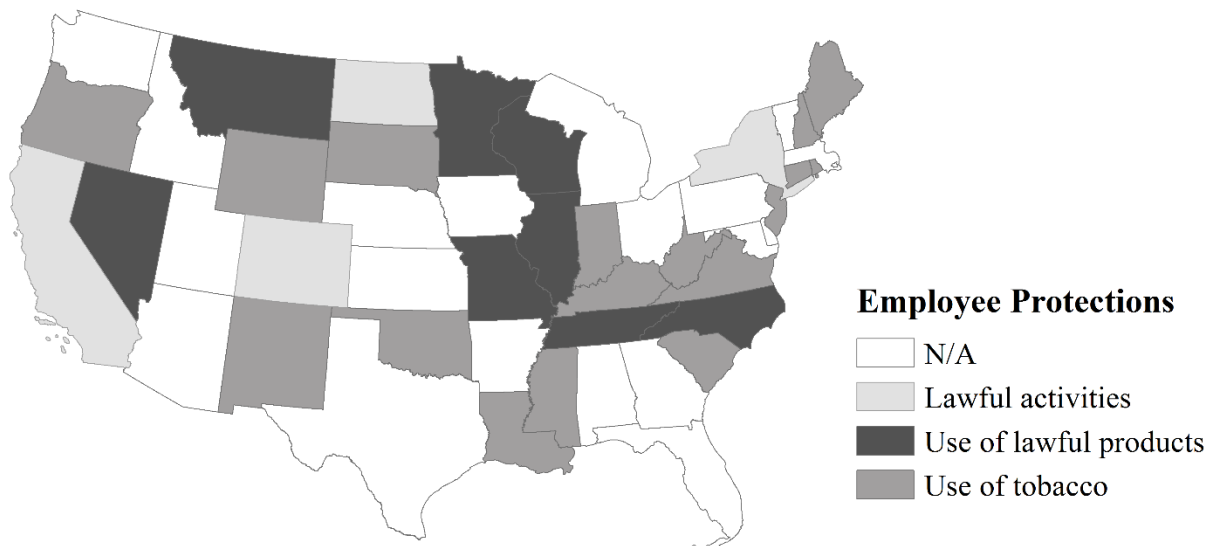 Employee Protections
N/A
Lawful activities
Use of lawful products
Use of tobacco